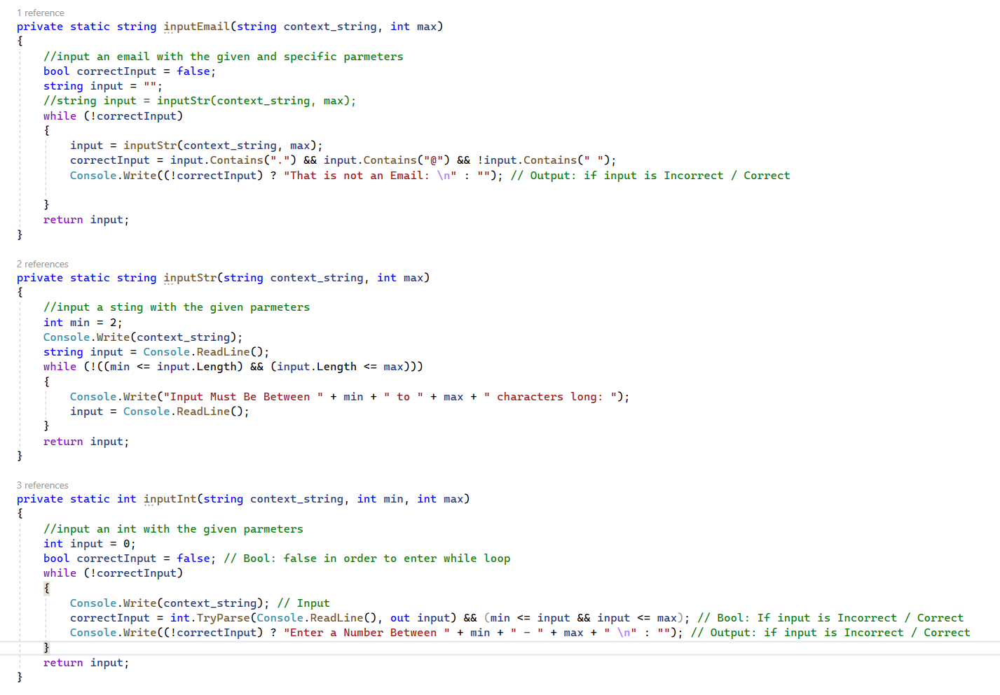 1 reference
private static string inputEmail(string context_string, int max)
{
//input an email with the given and specific parmeters
bool correctInput = false;
string input = "";
//string input = inputStr(context_string, max);
while (!correctInput)
{
input = inputStr(context_string, max);
correctInput = input.Contains(".") && input.Contains("@") && !input.Contains(" ");
Console.Write((!correctInput) ? "That is not an Email: \n" : ""); // Output: if input is Incorrect / Correct
}
return input;
}
2 references
private static string inputStr(string context_string, int max)
{
//input a sting with the given parmeters
int min = 2;
Console.Write(context_string);
string input = Console.ReadLine();
while (!((min <= input.Length) && (input.Length <= max)))
{
Console.Write("Input Must Be Between " + min + " to " + max + " characters long: ");
input = Console.ReadLine();
}
return input;
}
3 references
private static int inputInt(string context_string, int min, int max)
{
//input an int with the given parmeters
int input = 0;
bool correctInput = false; // Bool: false in order to enter while loop
while (!correctInput)
{
Console.Write(context_string); // Input
correctInput = int.TryParse(Console.ReadLine(), out input) && (min <= input && input <= max); // Bool: If input is Incorrect / Correct
Console.Write((!correctInput) ? "Enter a Number Between " + min + " - " + max + " \n" : ""); // Output: if input is Incorrect / Correct
}
return input;
}